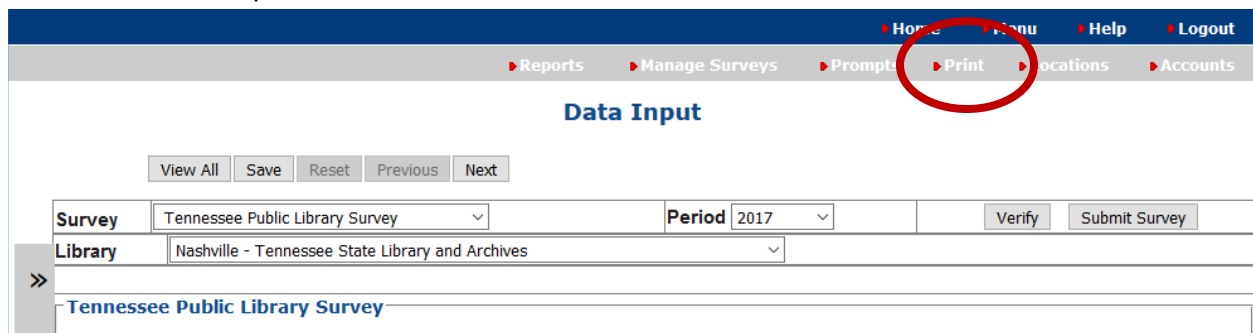 Home Menu Help Logout
Reports Manage Surveys Prompts Print Locations Accounts
Data Input
View All Save Reset Previous Next
Survey Tennessee Public Library Survey Period 2017 Verify Submit Survey
Library Nashville - Tennessee State Library and Archives
»
Tennessee Public Library Survey